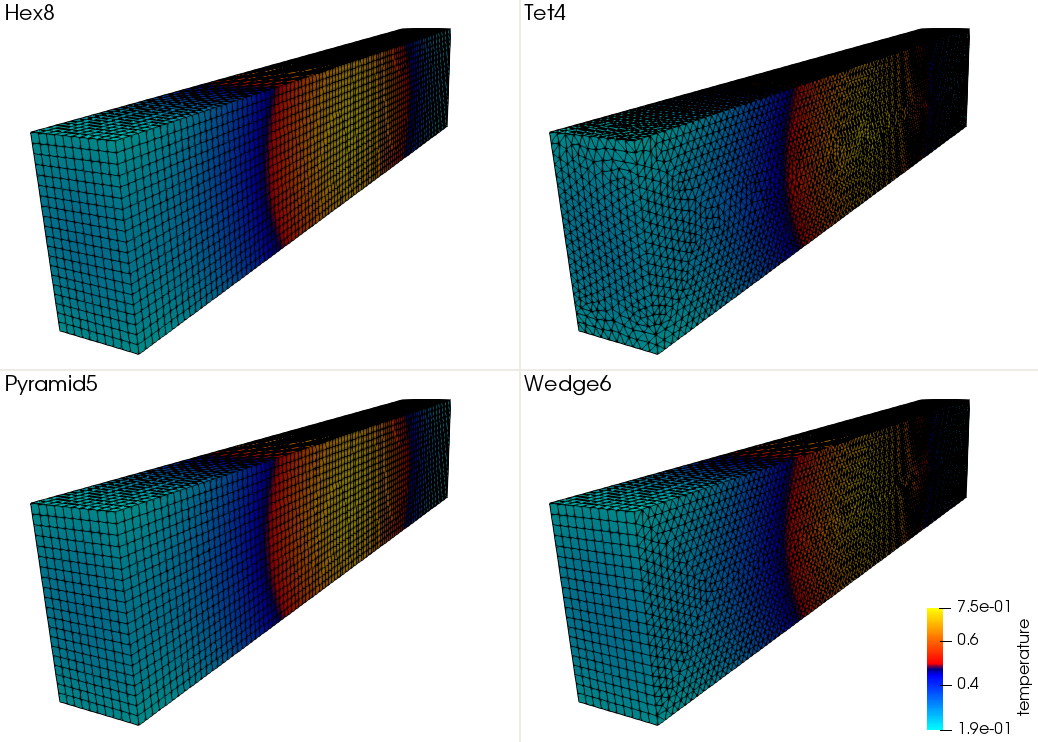 Hex8
Tet4
Pyramid5
Wedge6
7.5e-01
0.6
0.4
1.9e-01
temperature